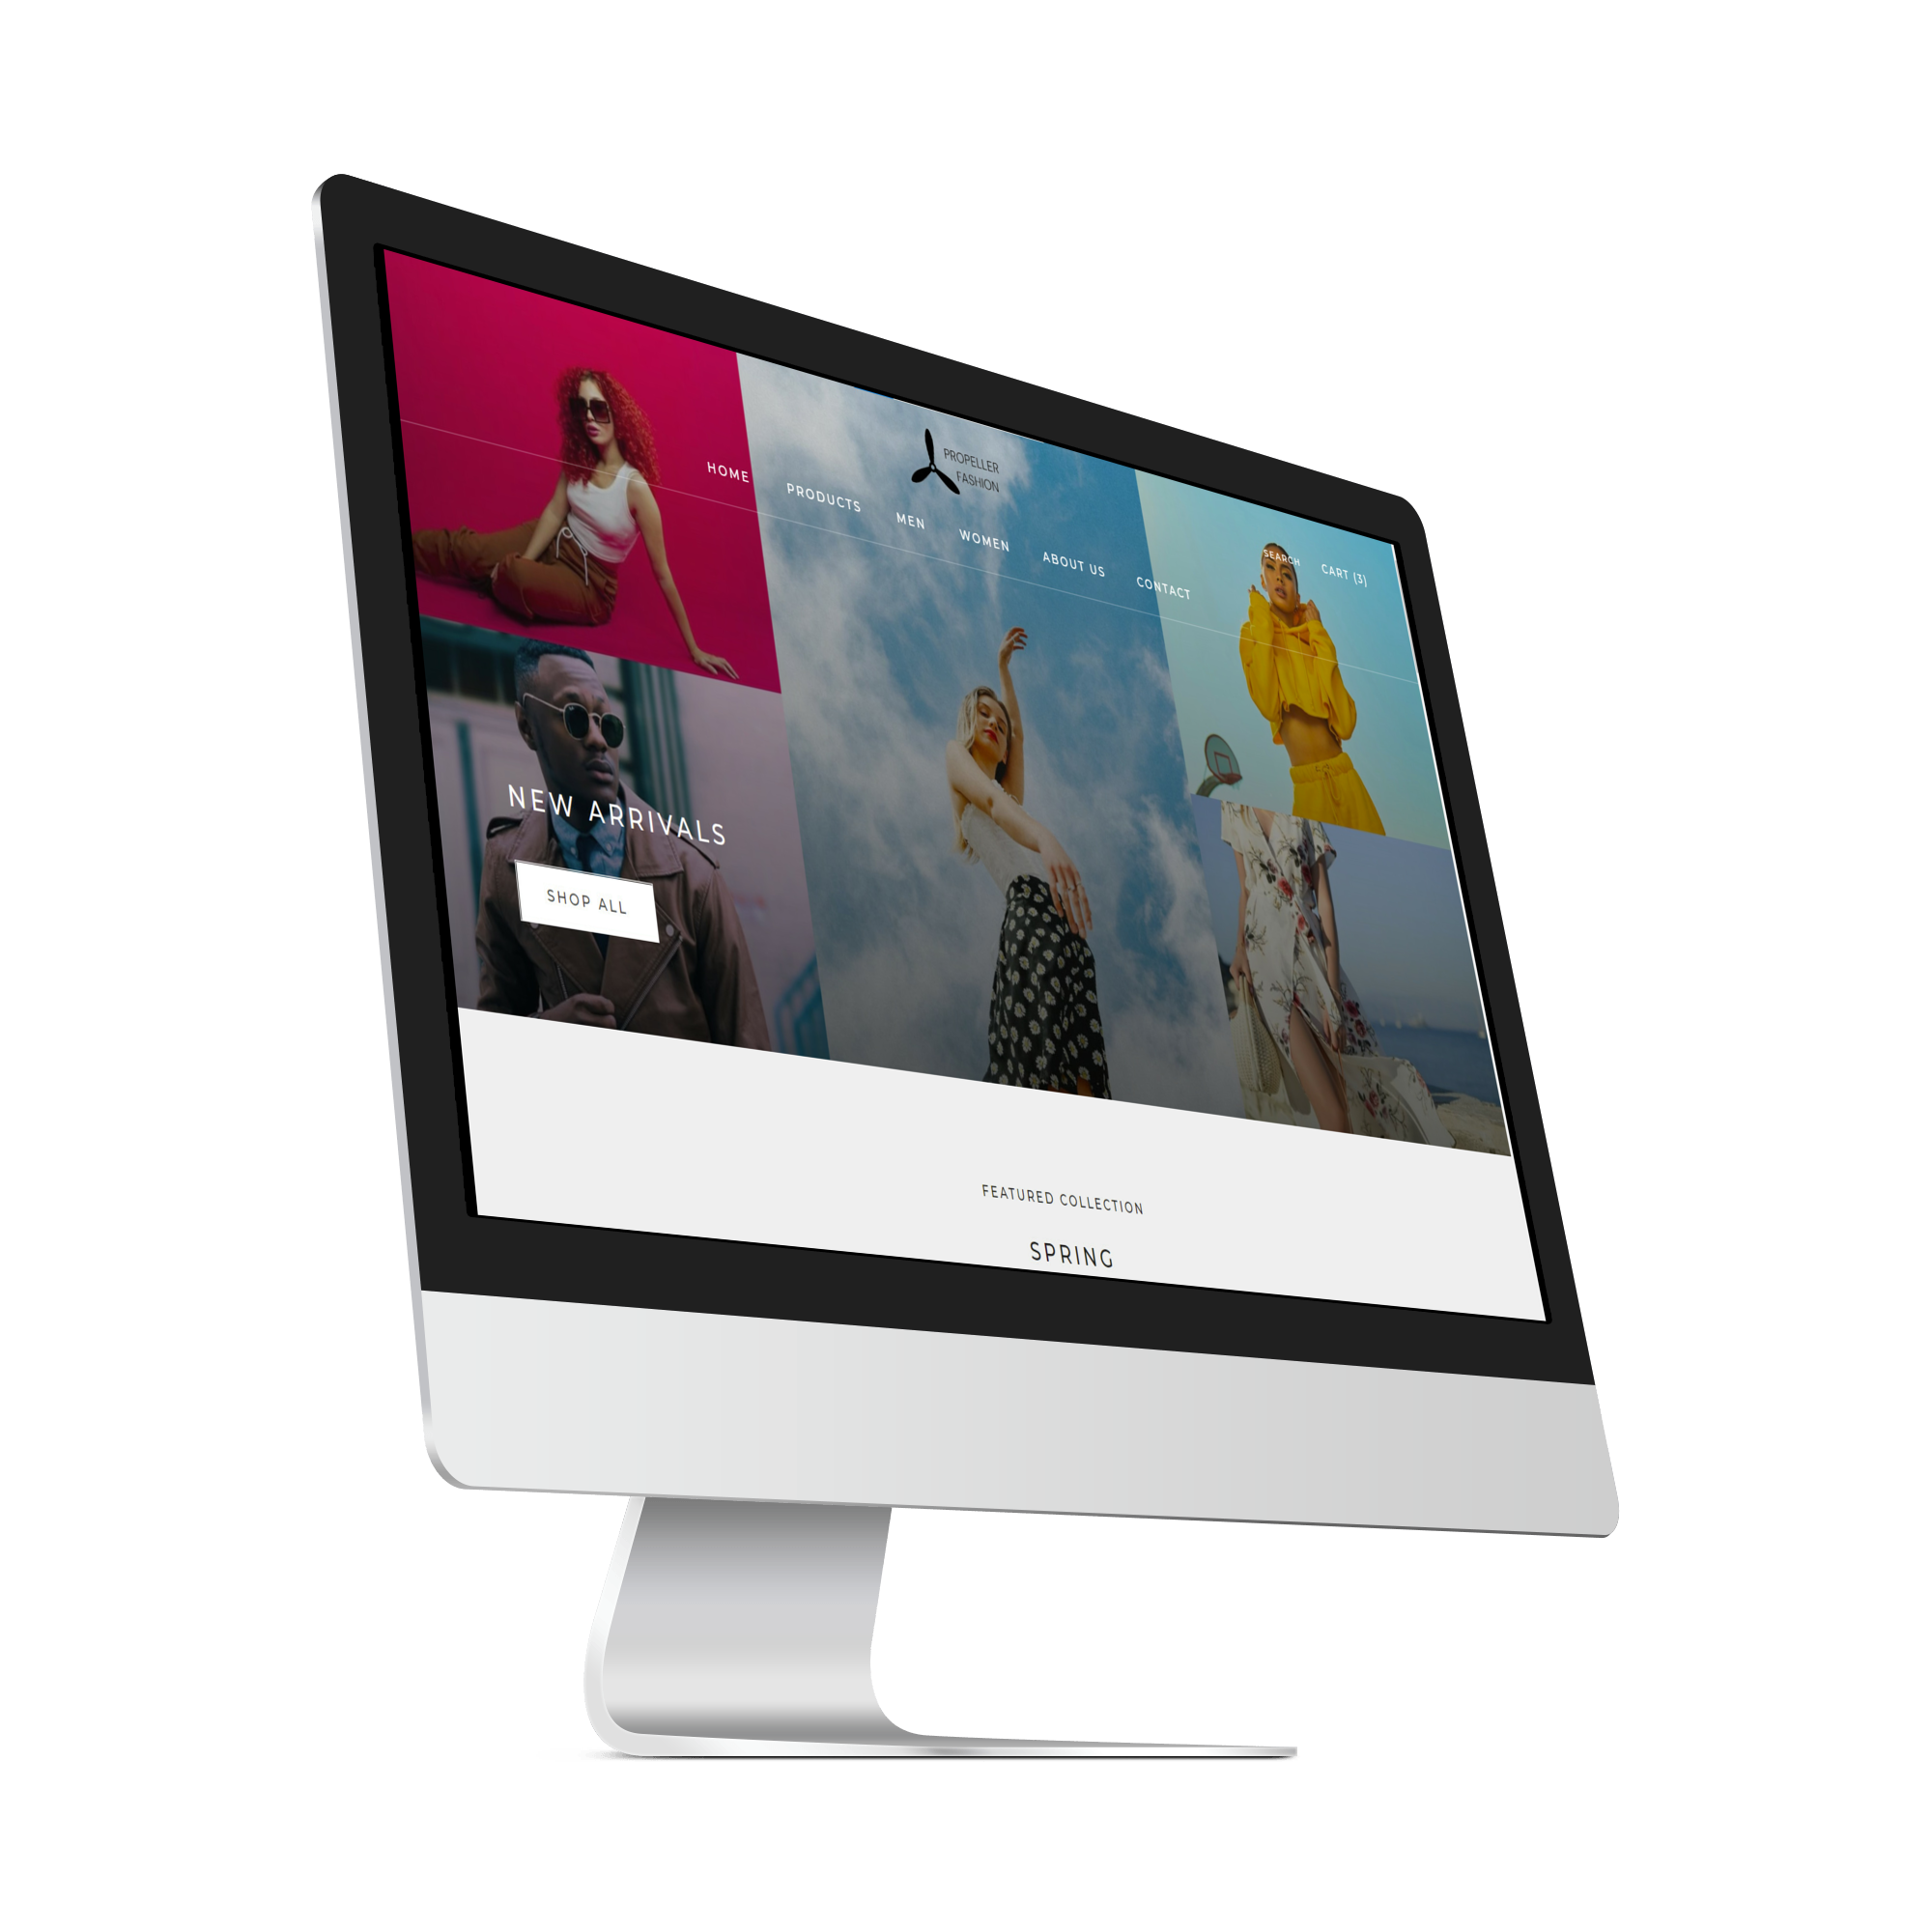 PROPELLER
FASHION
HOME
PRODUCTS
MEN
WOMEN
ABOUT US
CONTACT
SEARCH
CART (3)
NEW ARRIVALS
SHOP ALL
FEATURED COLLECTION
SPRING